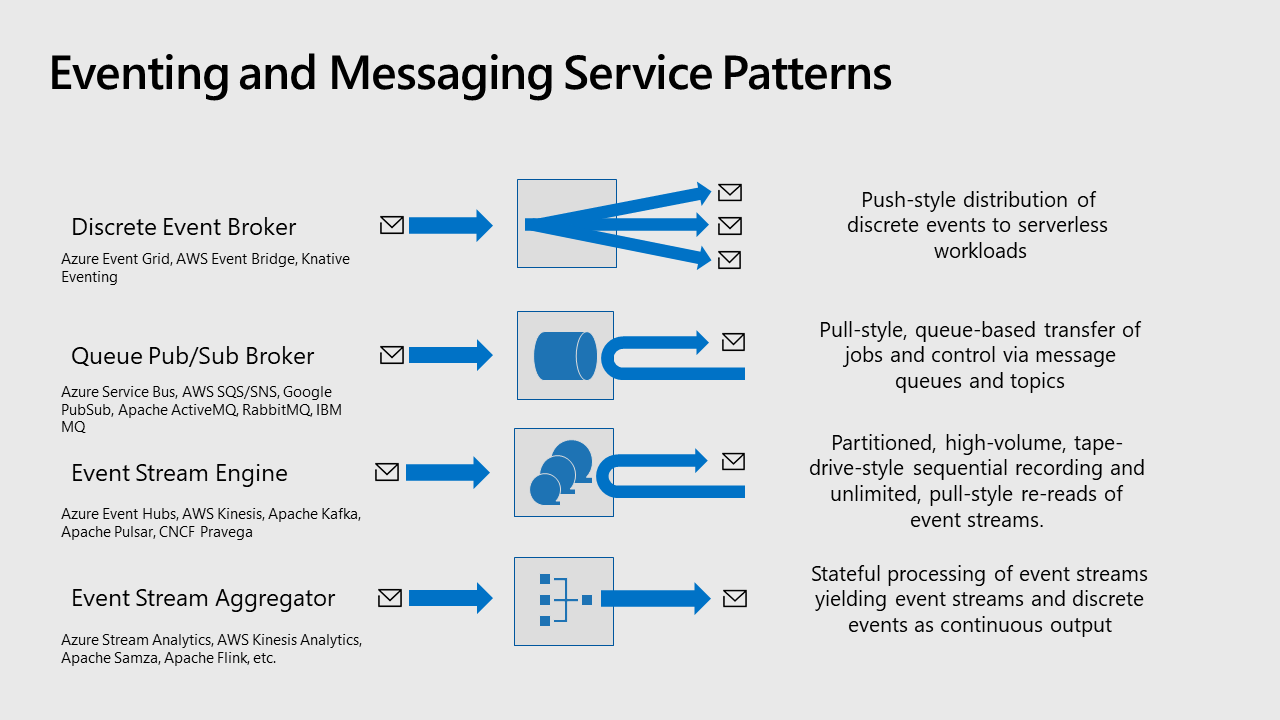 Eventing and Messaging Service Patterns
Discrete Event Broker
Azure Event Grid, AWS Event Bridge, Knative
Eventing
Push-style distribution of
discrete events to serverless
workloads
Queue Pub/Sub Broker
Azure Service Bus, AWS SQS/SNS, Google
PubSub, Apache ActiveMQ, RabbitMQ, IBM
MQ
Pull-style, queue-based transfer of
jobs and control via message
queues and topics
Event Stream Engine
Azure Event Hubs, AWS Kinesis, Apache Kafka,
Apache Pulsar, CNCF Pravega
Partitioned, high-volume, tape-
drive-style sequential recording and
unlimited, pull-style re-reads of
event streams.
Event Stream Aggregator
Azure Stream Analytics, AWS Kinesis Analytics,
Apache Samza, Apache Flink, etc.
Stateful processing of event streams
yielding event streams and discrete
events as continuous output